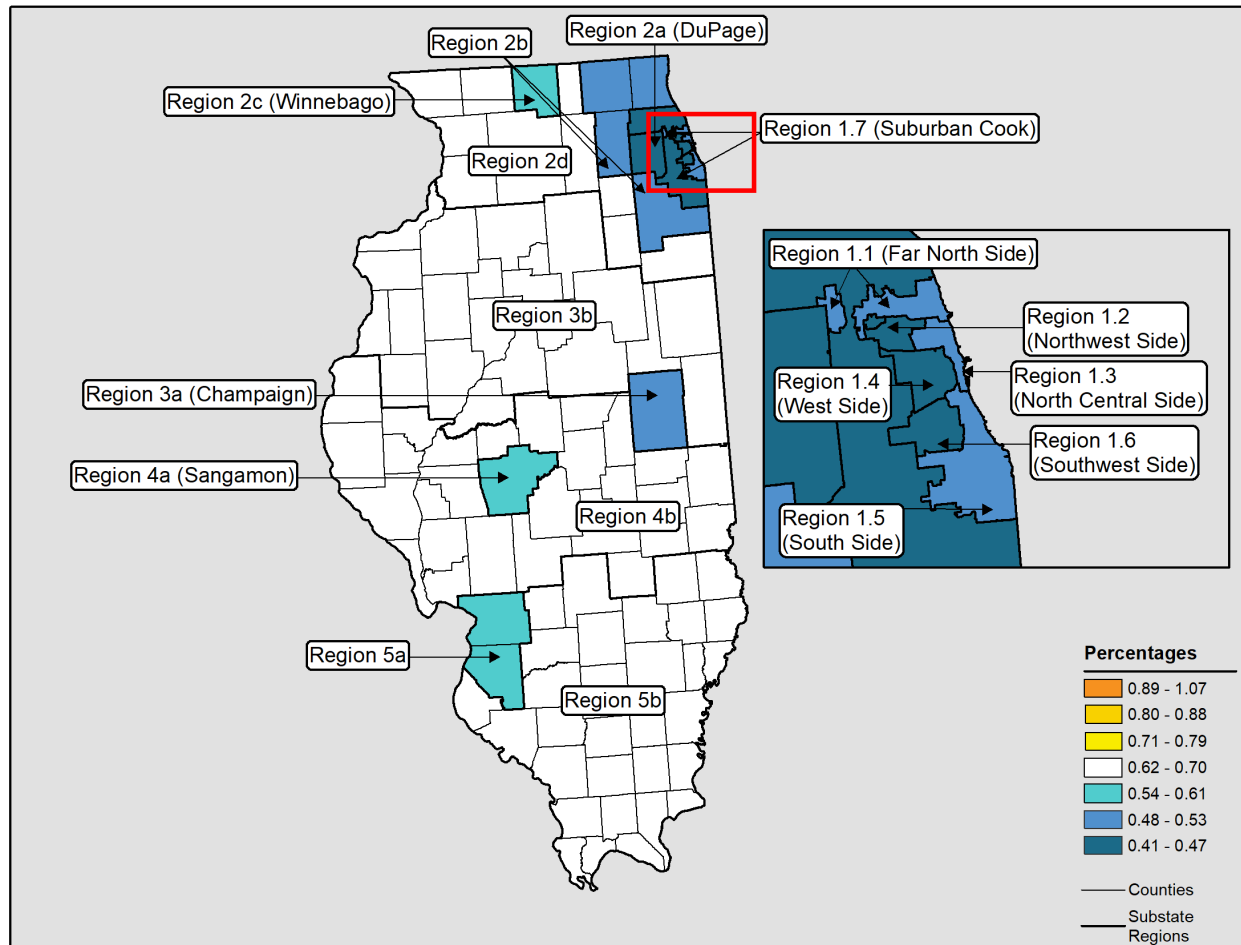 Region 2a (DuPage)
Region 2b
Region 2c (Winnebago)
Region 1.7 (Suburban Cook)
Region 2d
Region 1.1 (Far North Side)
Region 3b
Region 1.2
(Northwest Side)
Region 3a (Champaign)
Region 1.4
(West Side)
Region 1.3
(North Central Side)
Region 1.6
(Southwest Side)
Region 4a (Sangamon)
Region 4b
Region 1.5
(South Side)
Region 5a
Region 5b
Percentages
0.89 - 1.07
0.80 - 0.88
0.71 - 0.79
0.62 - 0.70
0.54 - 0.61
0.48 - 0.53
0.41 - 0.47
Counties
Substate
Regions